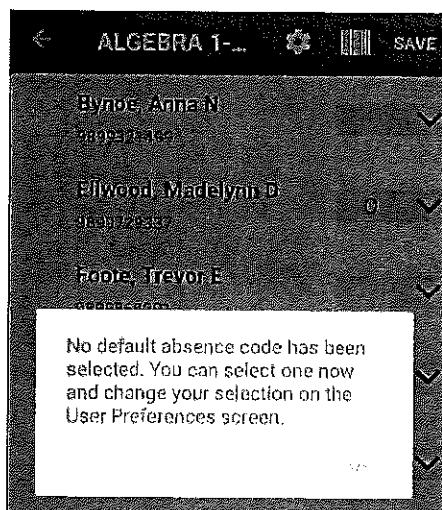 ALGEBRA 1-... SAVE
Bynoe, Anna N
Ellwood, Madelynn D
Foote, Trevor E
No default absence code has been
selected. You can select one now
and change your selection on the
User Preferences screen.